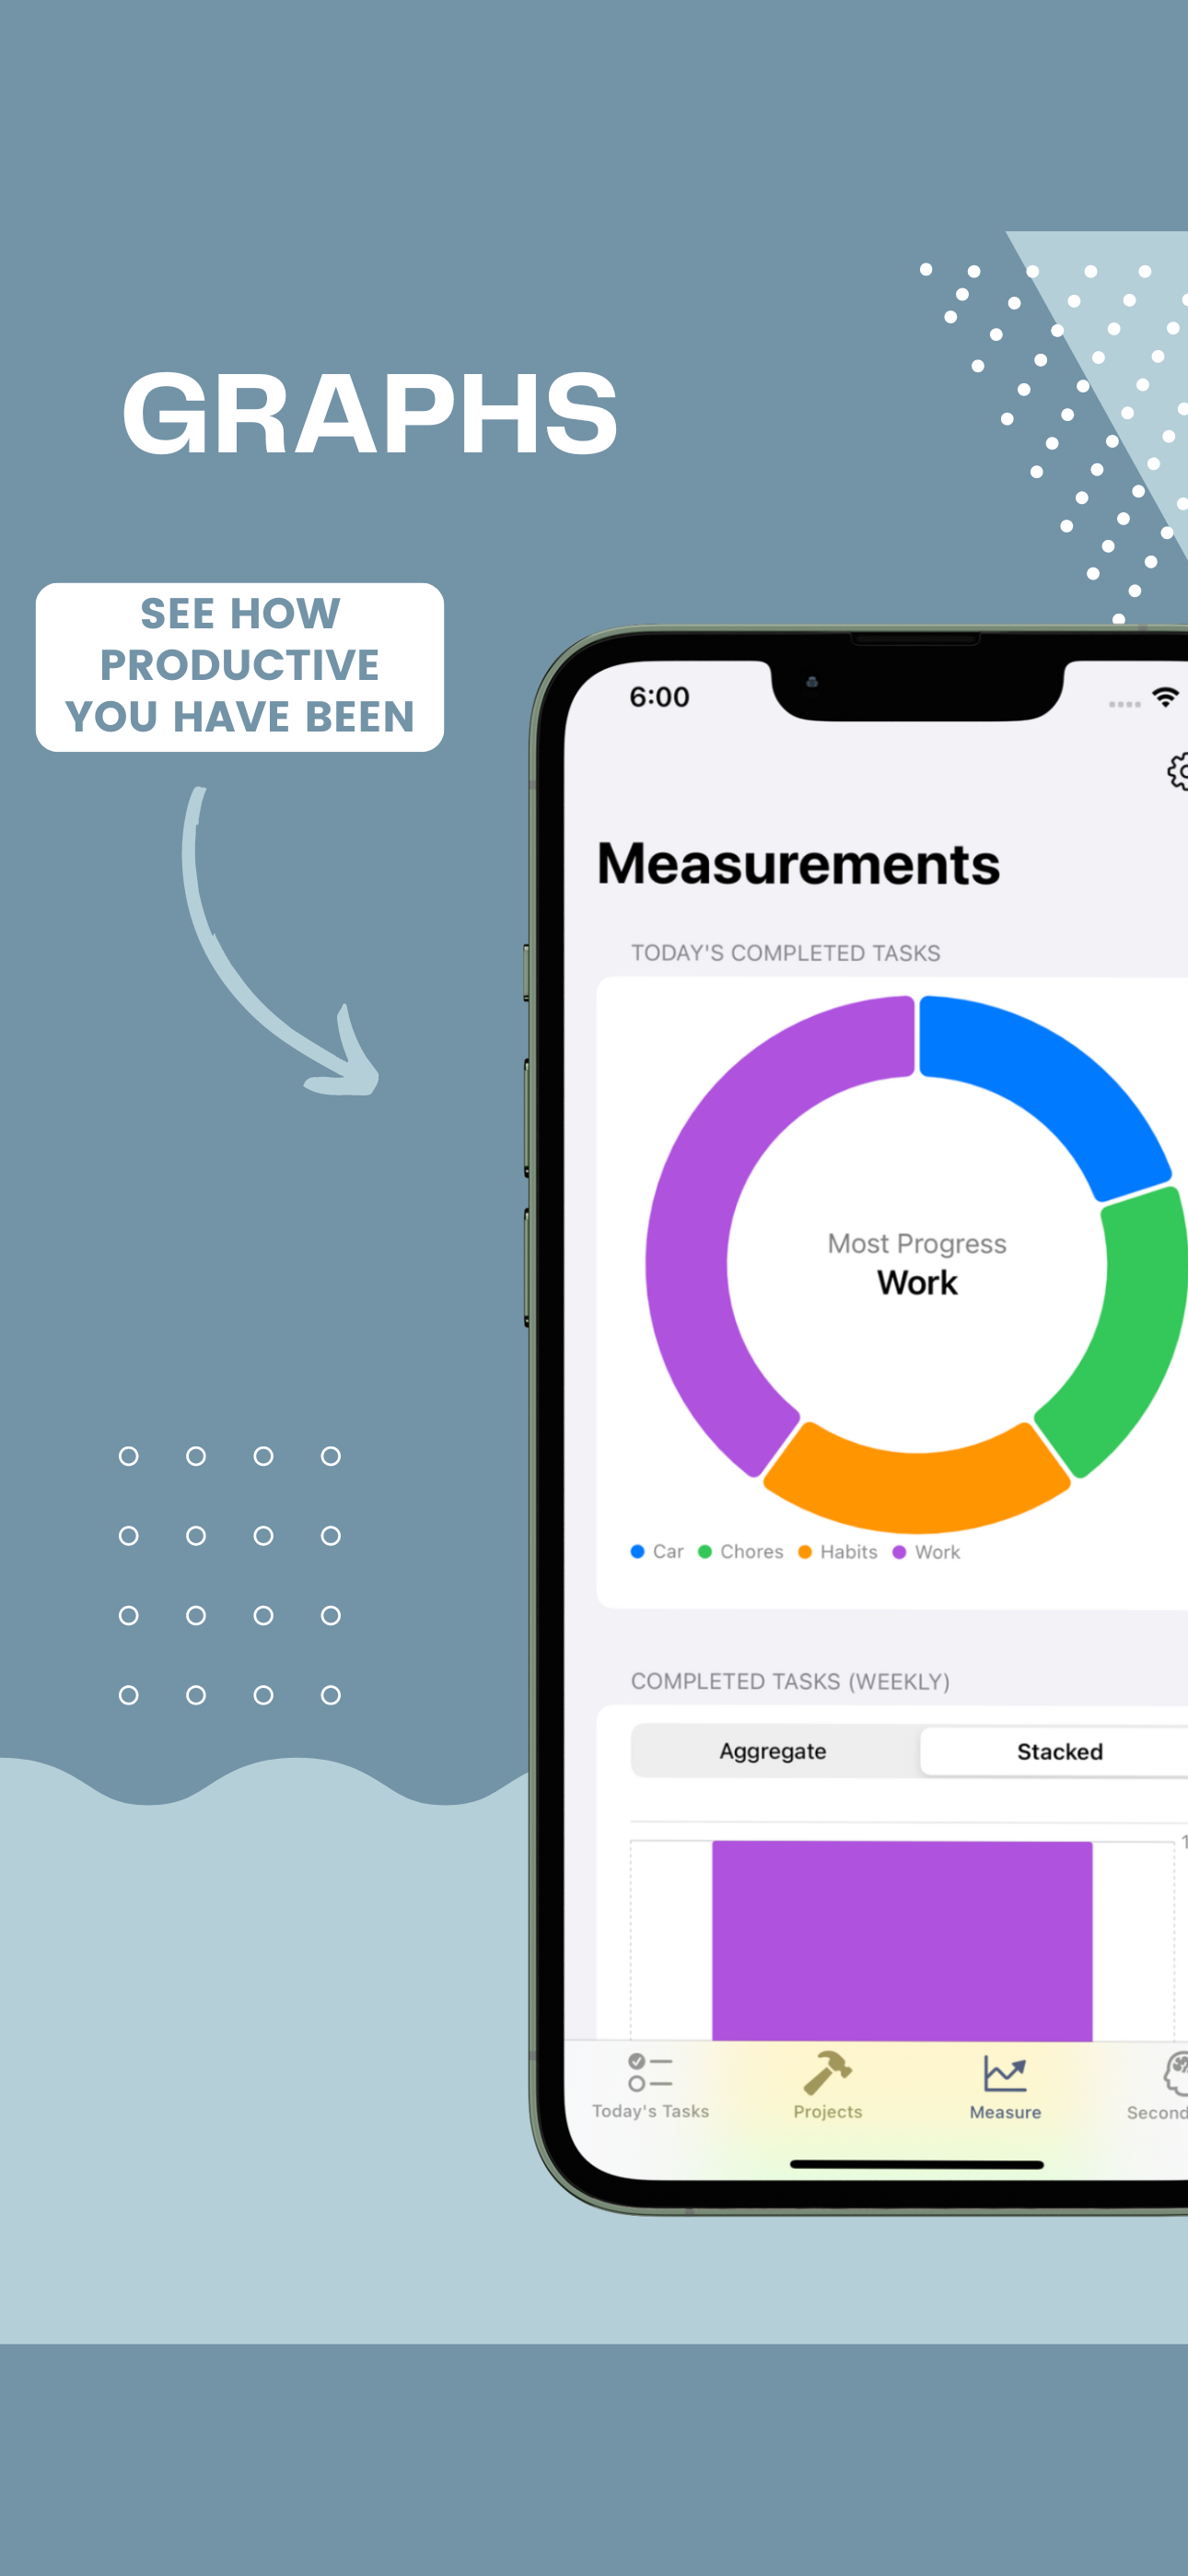 GRAPHS
SEE HOW
PRODUCTIVE
YOU HAVE BEEN
6:00
Measurements
TODAY'S COMPLETED TASKS
Most Progress
Work
Car Chores Habits Work
COMPLETED TASKS (WEEKLY)
Aggregate Stacked
Today's Tasks Projects Measure Second